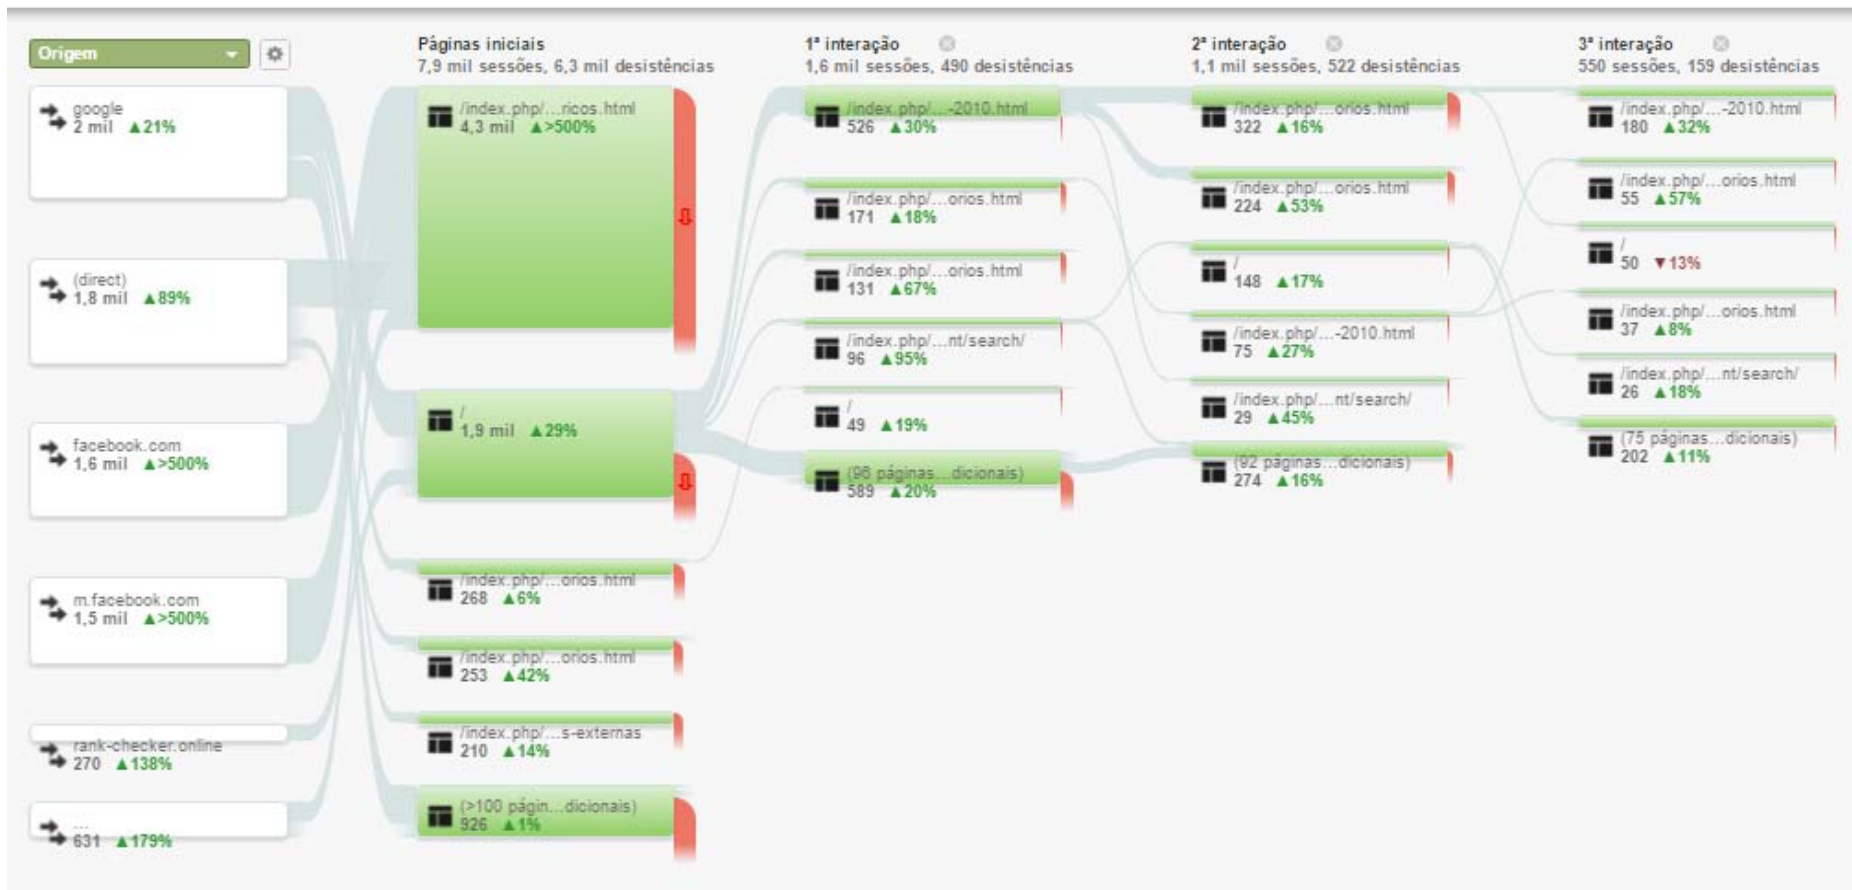 Origem
google
2 mil ▲21%
(direct)
1,8 mil ▲89%
facebook.com
1,6 mil ▲>500%
m.facebook.com
1,5 mil ▲>500%
rank-checker.online
270 ▲138%
...
631 ▲179%
Páginas iniciais
7,9 mil sessões, 6,3 mil desistências
/index.php/...ricos.html
4,3 mil ▲>500%
/
1,9 mil ▲29%
/index.php/...orios.html
268 ▲6%
/index.php/...orios.html
253 ▲42%
/index.php/...s-externas
210 ▲14%
(>100 págin...dicionais)
926 ▲1%
1ª interação
1,6 mil sessões, 490 desistências
/index.php/...-2010.html
526 ▲30%
/index.php/...orios.html
171 ▲18%
/index.php/...orios.html
131 ▲67%
/index.php/...nt/search/
96 ▲95%
/
49 ▲19%
(96 páginas...dicionais)
589 ▲20%
2ª interação
1,1 mil sessões, 522 desistências
/index.php/...orios.html
322 ▲16%
/index.php/...orios.html
224 ▲53%
/
148 ▲17%
/index.php/...-2010.html
75 ▲27%
/index.php/...nt/search/
29 ▲45%
(92 páginas...dicionais)
274 ▲16%
3ª interação
550 sessões, 159 desistências
/index.php/...-2010.html
180 ▲32%
/index.php/...orios.html
55 ▲57%
/
50 ▼13%
/index.php/...orios.html
37 ▲8%
/index.php/...nt/search/
26 ▲18%
(75 páginas...dicionais)
202 ▲11%